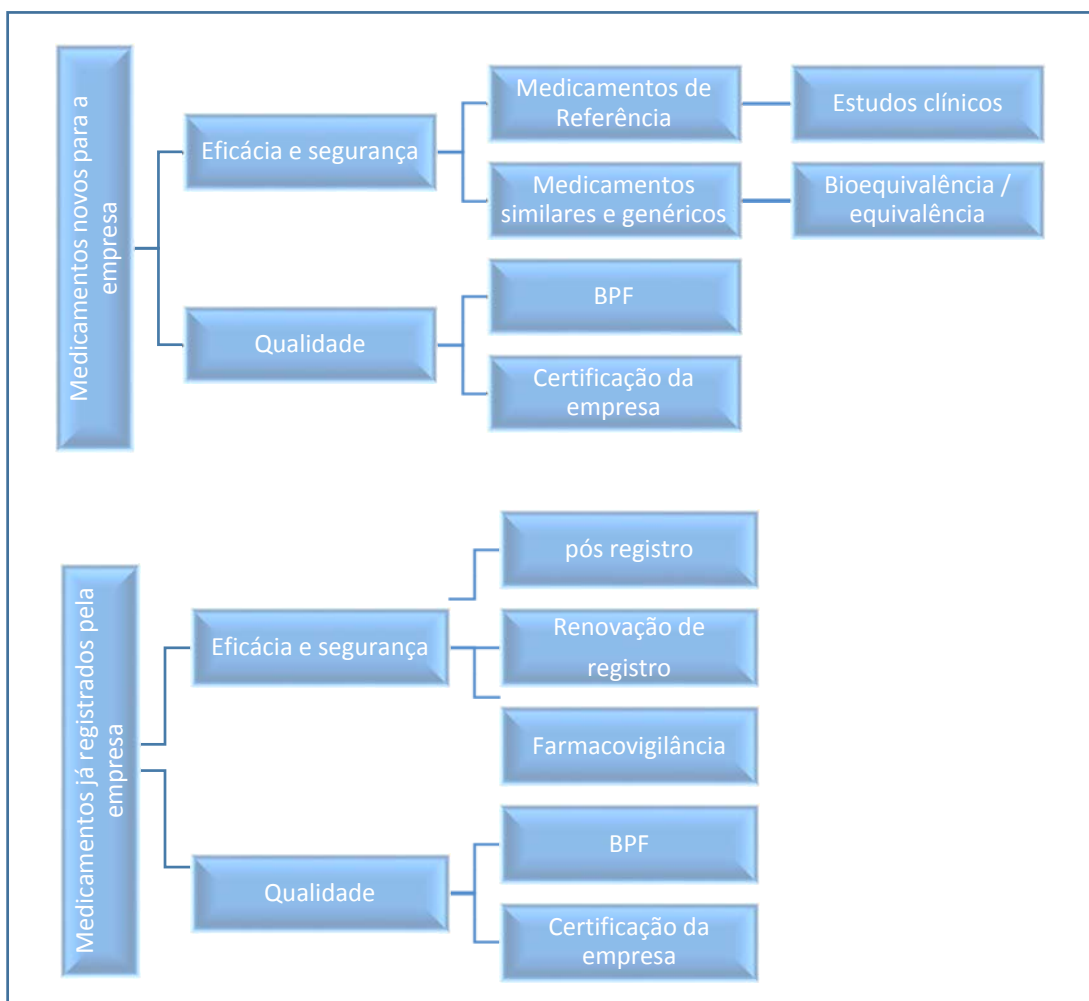 Medicamentos novos para a
empresa
Eficácia e segurança
Medicamentos de
Referência
Estudos clínicos
Medicamentos
similares e genéricos
Bioequivalência /
equivalência
Qualidade
BPF
Certificação da
empresa
Medicamentos já registrados pela
empresa
Eficácia e segurança
pós registro
Renovação de
registro
Farmacovigilância
Qualidade
BPF
Certificação da
empresa